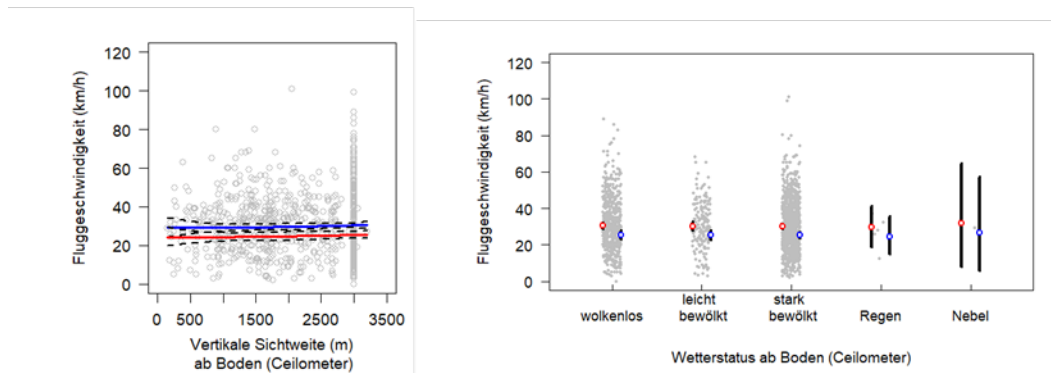 Fluggeschwindigkeit (km/h)
120
100
80
60
40
20
0
0 500 1500 2500 3500
Vertikale Sichtweite (m)
ab Boden (Ceilometer)
Fluggeschwindigkeit (km/h)
120
100
80
60
40
20
0
wolkenlos leicht bewölkt stark bewölkt Regen Nebel
Wetterstatus ab Boden (Ceilometer)